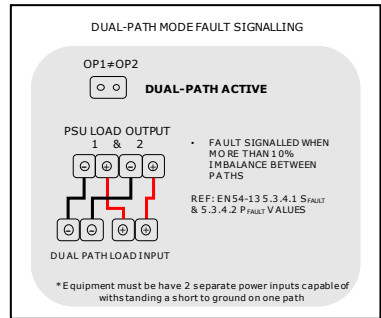 DUAL-PATH MODE FAULT SIGNALLING
OP1≠OP2
DUAL-PATH ACTIVE
PSU LOAD OUTPUT
1 & 2
- + - +
- - + +
DUAL PATH LOAD INPUT
• FAULT SIGNALLED WHEN
MORE THAN 10%
IMBALANCE BETWEEN
PATHS
REF: EN54-13 5.3.4.1 SFAULT
& 5.3.4.2 PFAULT VALUES
*Equipment must be have 2 separate power inputs capable of
withstanding a short to ground on one path